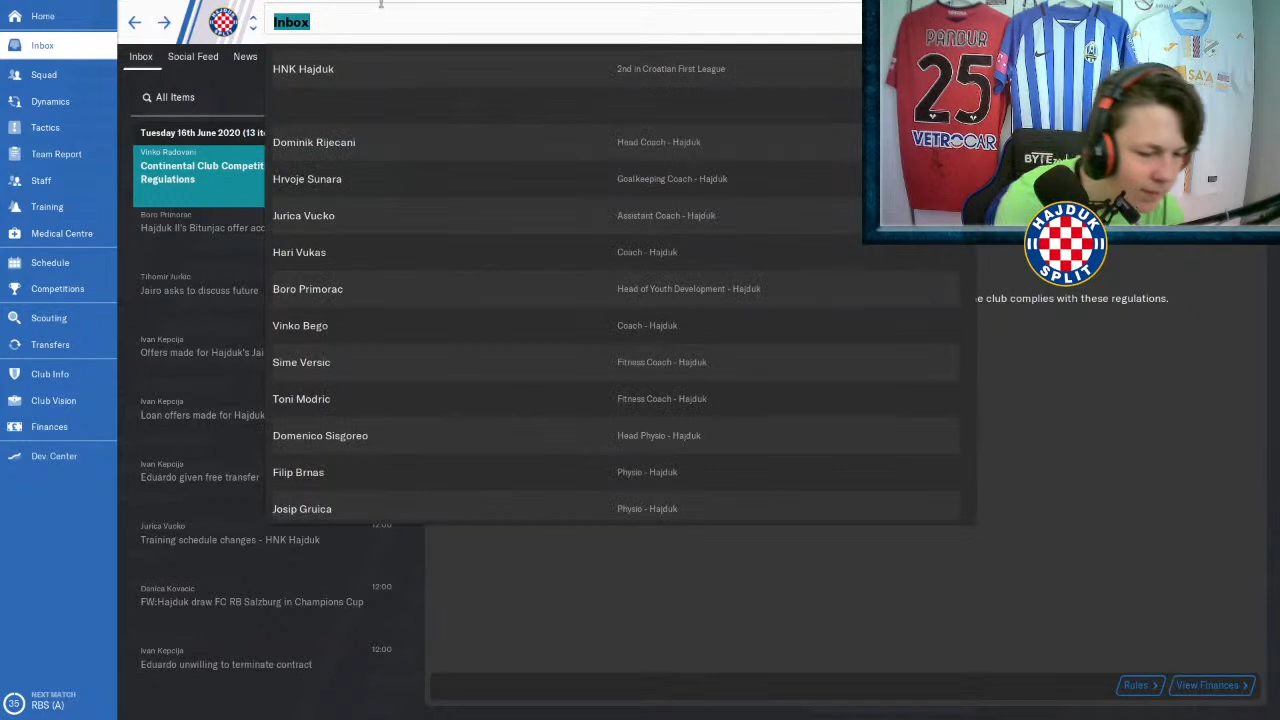 Home
Inbox
Squad
Dynamics
Tactics
Team Report
Staff
Training
Medical Centre
Schedule
Competitions
Scouting
Transfers
Club Info
Club Vision
Finances
Dev. Center
35
NEXT MATCH
RBS (A)
Inbox
Inbox Social Feed News
All Items
Tuesday 16th June 2020 (13 ite
Vinko Radovani
Continental Club Competit
Regulations
Boro Primorac
Hajduk II's Bitunjac offer acc
Tihomir Jurkic
Jairo asks to discuss future
Ivan Kepcija
Offers made for Hajduk's Jai
Ivan Kepcija
Loan offers made for Hajduk
Ivan Kepcija
Eduardo given free transfer
Jurica Vucko 12:00
Training schedule changes - HNK Hajduk
Danica Kovacic 12:00
FW:Hajduk draw FC RB Salzburg in Champions Cup
Ivan Kepcija 12:00
Eduardo unwilling to terminate contract
HNK Hajduk 2nd in Croatian First League
Dominik Rijecani Head Coach - Hajduk
Hrvoje Sunara Goalkeeping Coach - Hajduk
Jurica Vucko Assistant Coach - Hajduk
Hari Vukas Coach - Hajduk
Boro Primorac Head of Youth Development - Hajduk
Vinko Bego Coach - Hajduk
Sime Versic Fitness Coach - Hajduk
Toni Modric Fitness Coach - Hajduk
Domenico Sisgoreo Head Physio - Hajduk
Filip Brnas Physio - Hajduk
Josip Gruica Physio - Hajduk
e club complies with these regulations.
Rules
View Finances
PANDUR
25
VETROCAR
SAVA
BYTE
HAJDUK
SPLIT